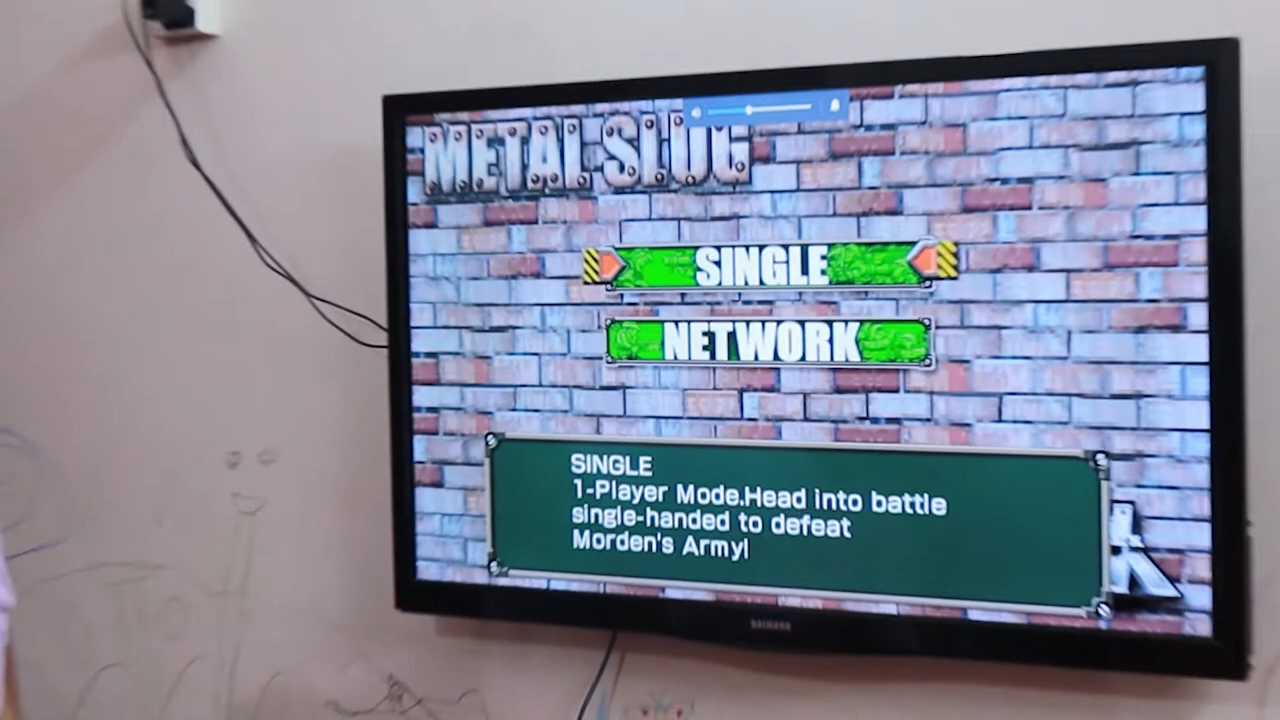 METAL SLUG
SINGLE
NETWORK
SINGLE
1-Player Mode.Head into battle
single-handed to defeat
Morden's Army!